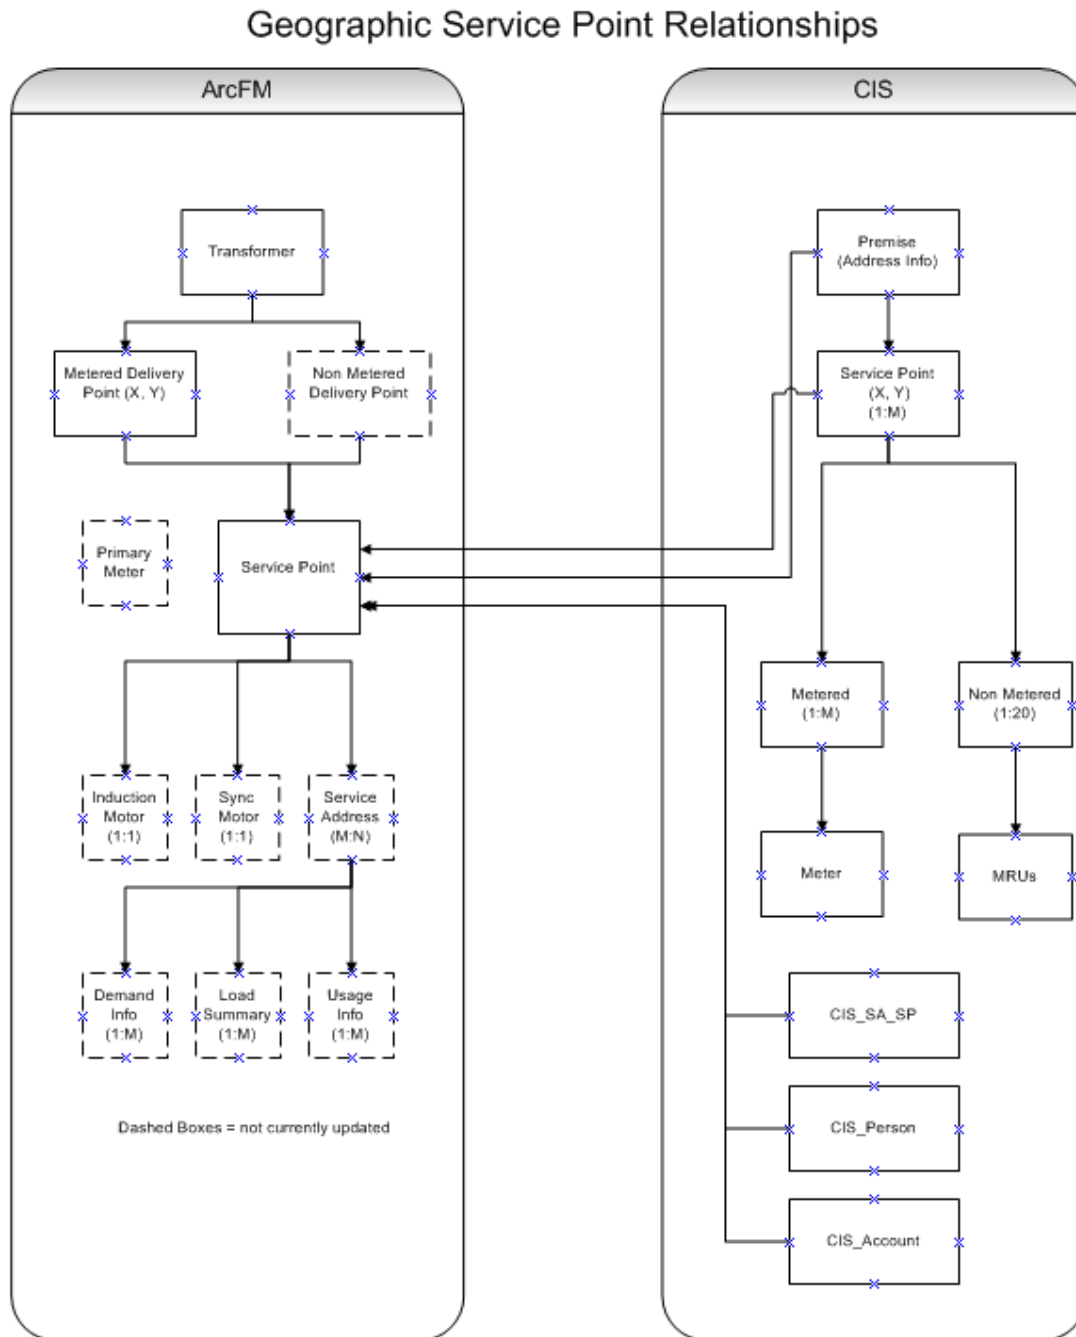 Geographic Service Point Relationships
ArcFM
CIS
Transformer
Metered Delivery
Point (X, Y)
Non Metered
Delivery Point
Primary
Meter
Service Point
Induction
Motor
(1:1)
Sync
Motor
(1:1)
Service
Address
(M:N)
Demand
Info
(1:M)
Load
Summary
(1:M)
Usage
Info
(1:M)
Dashed Boxes = not currently updated
Premise
(Address Info)
Service Point
(X, Y)
(1:M)
Metered
(1:M)
Non Metered
(1:20)
Meter
MRUs
CIS_SA_SP
CIS_Person
CIS_Account